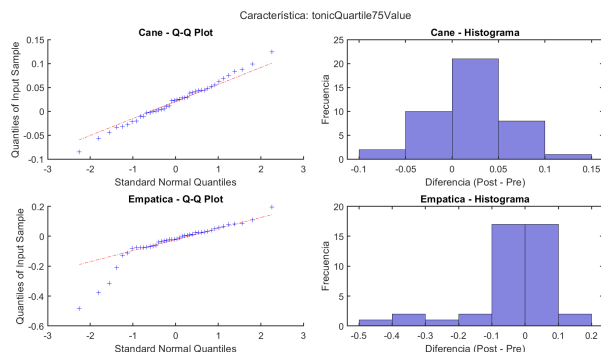 Característica: tonicQuartile75Value
Cane - Q-Q Plot
Quantiles of Input Sample
0.15
0.1
0.05
0
-0.05
-0.1
-3 -2 -1 0 1 2 3
Standard Normal Quantiles
Cane - Histograma
Frecuencia
25
20
15
10
5
0
-0.1 -0.05 0 0.05 0.1 0.15
Diferencia (Post - Pre)
Empatica - Q-Q Plot
Quantiles of Input Sample
0.2
0
-0.2
-0.4
-0.6
-3 -2 -1 0 1 2 3
Standard Normal Quantiles
Empatica - Histograma
Frecuencia
20
15
10
5
0
-0.5 -0.4 -0.3 -0.2 -0.1 0 0.1 0.2
Diferencia (Post - Pre)